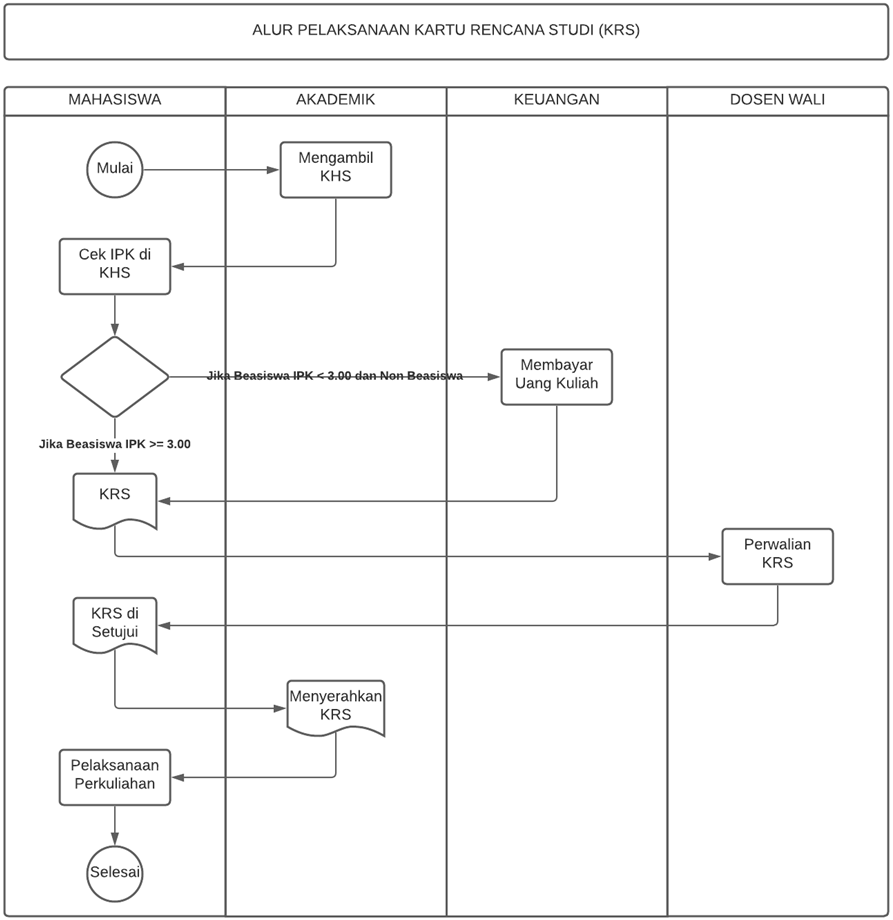 ALUR PELAKSANAAN KARTU RENCANA STUDI (KRS)
MAHASISWA
AKADEMIK
KEUANGAN
DOSEN WALI
Mulai
Mengambil
KHS
Cek IPK di
KHS
Jika Beasiswa IPK < 3.00 dan Non Beasiswa
Membayar
Uang Kuliah
Jika Beasiswa IPK >= 3.00
KRS
Perwalian
KRS
KRS di
Setujui
Menyerahkan
KRS
Pelaksanaan
Perkuliahan
Selesai